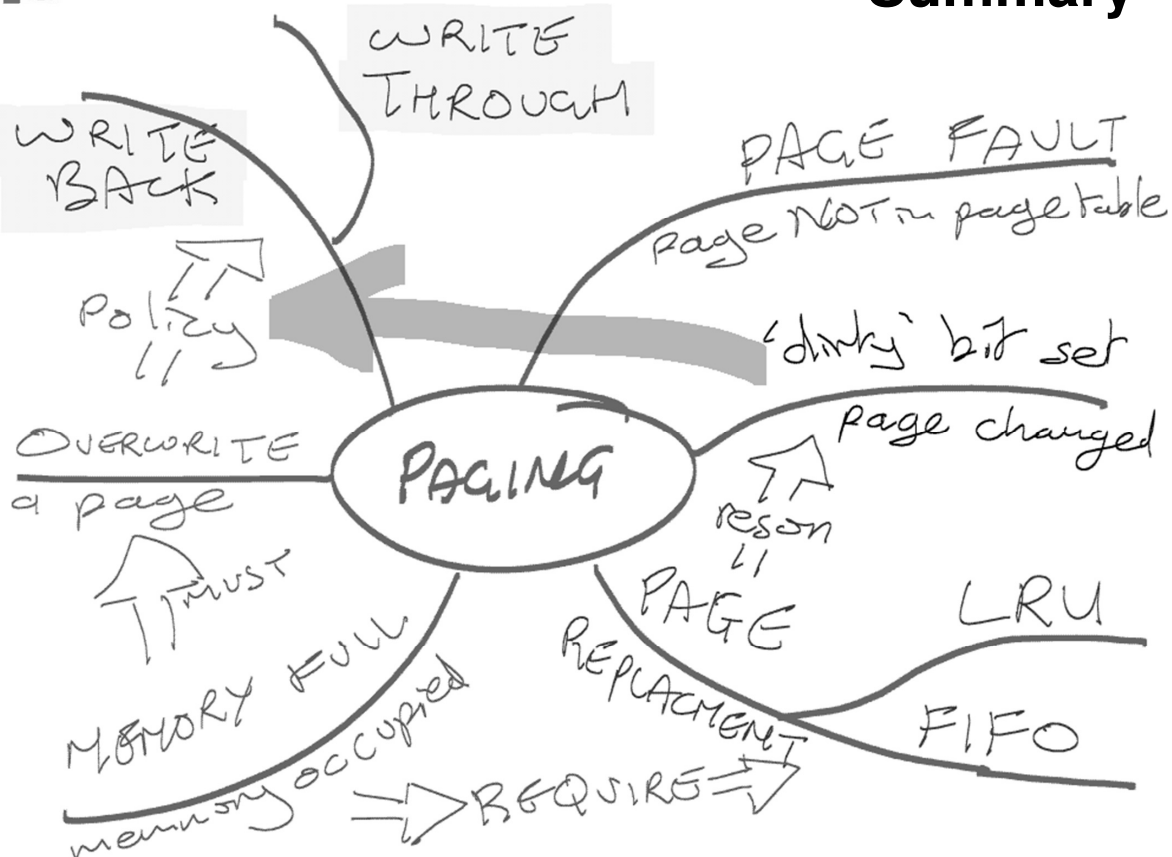 Summary
WRITE
THROUGH
WRITE
BACK
Policy
PAGE FAULT
page NOT in page table
'dirty' bit set
page changed
reson
OVERWRITE
a page
MUST
PAGING
MEMORY FULL
memory occupied
REQUIRE
PAGE
REPLACMENT
LRU
FIFO